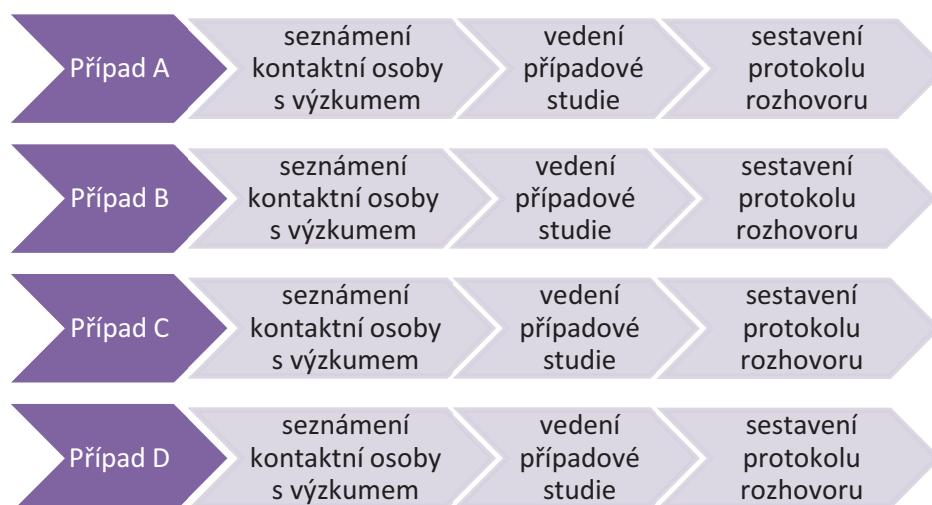 Případ A
seznámení
kontaktní osoby
s výzkumem
vedení
případové
studie
sestavení
protokolu
rozhovoru
Případ B
seznámení
kontaktní osoby
s výzkumem
vedení
případové
studie
sestavení
protokolu
rozhovoru
Případ C
seznámení
kontaktní osoby
s výzkumem
vedení
případové
studie
sestavení
protokolu
rozhovoru
Případ D
seznámení
kontaktní osoby
s výzkumem
vedení
případové
studie
sestavení
protokolu
rozhovoru